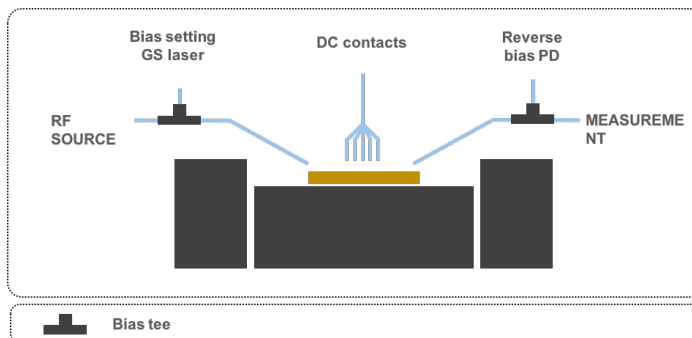 Bias setting
GS laser
DC contacts
Reverse
bias PD
RF
SOURCE
MEASUREME
NT
Bias tee